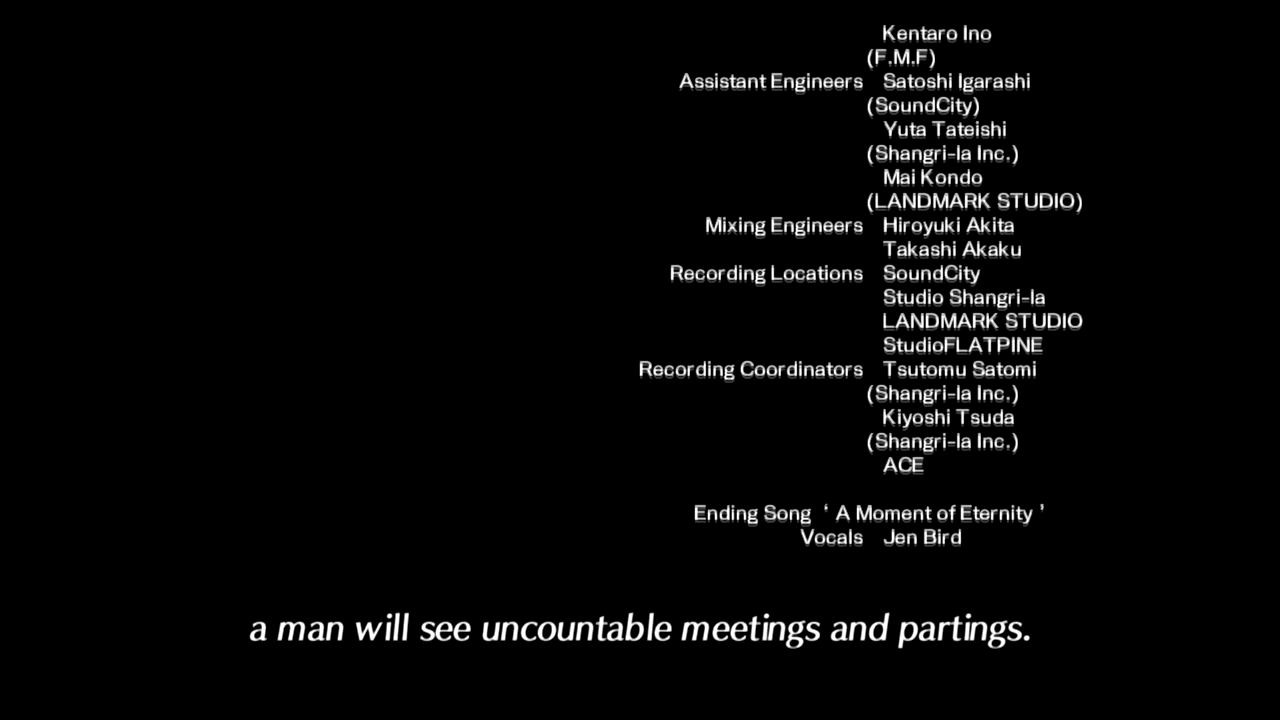 Kentaro Ino
(F.M.F)
Assistant Engineers Satoshi Igarashi
(SoundCity)
Yuta Tateishi
(Shangri-la Inc.)
Mai Kondo
(LANDMARK STUDIO)
Mixing Engineers Hiroyuki Akita
Takashi Akaku
Recording Locations SoundCity
Studio Shangri-la
LANDMARK STUDIO
StudioFLATPINE
Recording Coordinators Tsutomu Satomi
(Shangri-la Inc.)
Kiyoshi Tsuda
(Shangri-la Inc.)
ACE
Ending Song ‘ A Moment of Eternity ’
Vocals Jen Bird
a man will see uncountable meetings and partings.